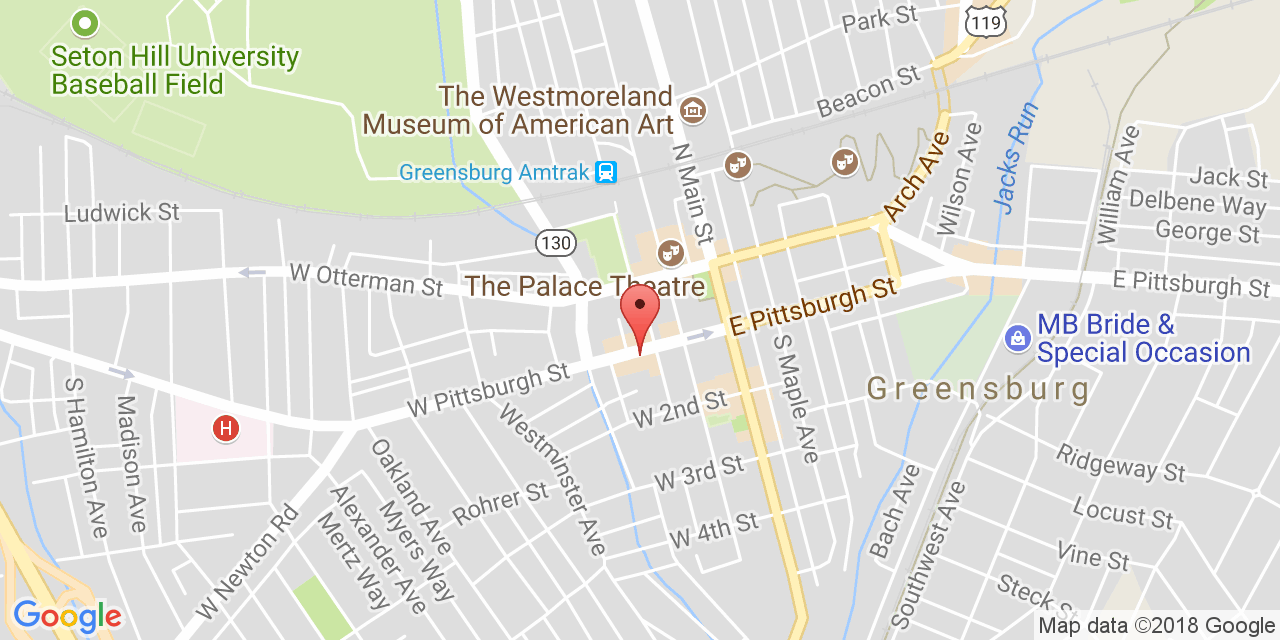 Park St
119
Seton Hill University
Baseball Field
Beacon St
The Westmoreland
Museum of American Art
Jacks Run
Greensburg Amtrak
N Main St
Arch Ave
Wilson Ave
William Ave
Jack St
Delbene Way
George St
Ludwick St
130
W Otterman St
The Palace Theatre
E Pittsburgh St
E Pittsburgh St
MB Bride &
Special Occasion
Greensburg
W Pittsburgh St
S Maple Ave
W 2nd St
S Hamilton Ave
Madison Ave
H
Westminster Ave
Oakland Ave
Myers Way
Alexander Ave
Mertz Way
W Newton Rd
Rohrer St
W 3rd St
W 4th St
Bach Ave
Southwest Ave
Ridgeway St
Locust St
Vine St
Steck St
Google
Map data ©2018 Google